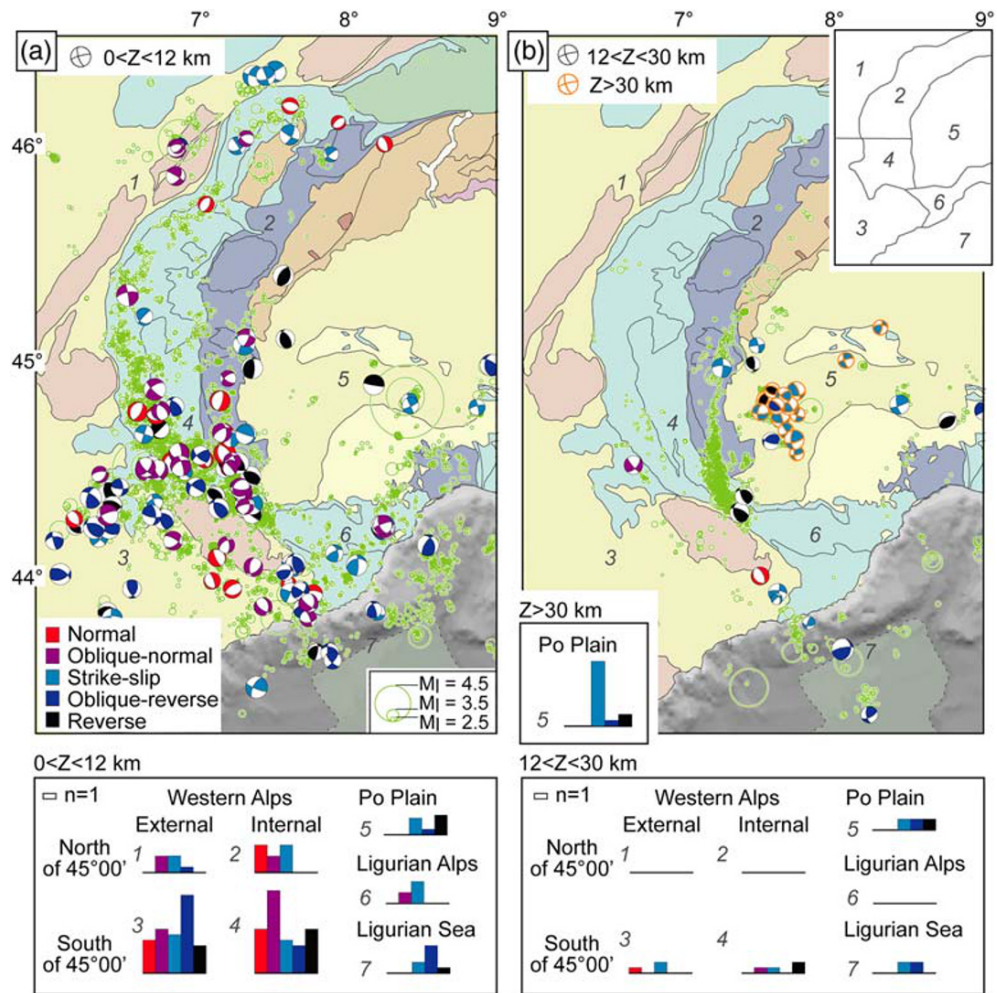 7° 8° 9° 7° 8° 9°
(a) 0<Z<12 km
(b) 12<Z<30 km
Z>30 km
1
2
5
4
6
3
7
46°
45°
44°
1
2
5
4
6
3
1
2
5
4
6
3
7
Normal
Oblique-normal
Strike-slip
Oblique-reverse
Reverse
Ml = 4.5
Ml = 3.5
Ml = 2.5
Z>30 km
Po Plain
5
0<Z<12 km
n=1
Western Alps
External Internal
North of 45°00’
1 2
South of 45°00’
3 4
Po Plain
5
Ligurian Alps
6
Ligurian Sea
7
12<Z<30 km
n=1
Western Alps
External Internal
North of 45°00’
1 2
South of 45°00’
3 4
Po Plain
5
Ligurian Alps
6
Ligurian Sea
7